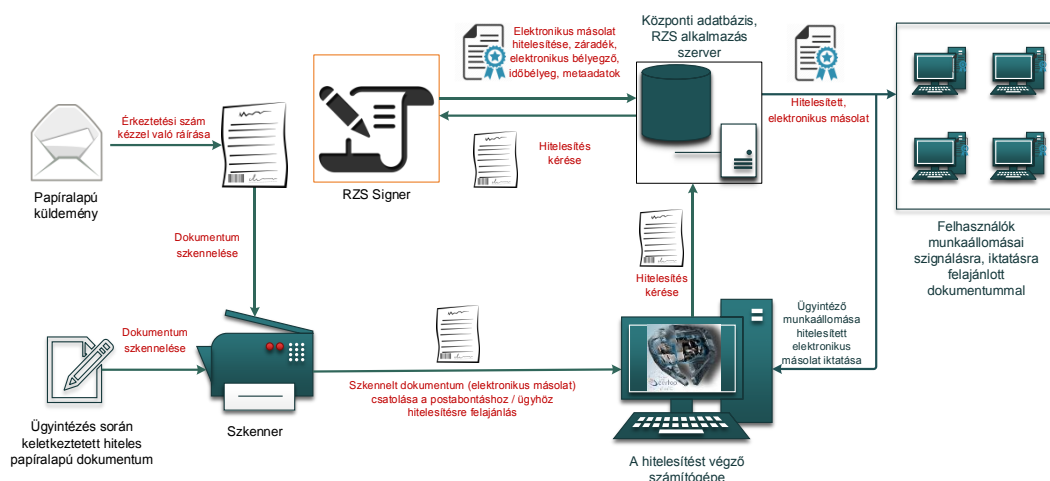 Elektronikus másolat
hitelesítése, záradék,
elektronikus bélyegző,
időbélyeg, metaadatok
Központi adatbázis,
RZS alkalmazás
szerver
Érkeztetési szám
kézzel való ráírása
Papíralapú
küldemény
RZS Signer
Hitelesítés
kérése
Hitelesített,
elektronikus másolat
Felhasználók
munkaállomásai
szignálásra, iktatásra
felajánlott
dokumentummal
Dokumentum
szkennelése
Hitelesítés
kérése
Ügyintéző
munkaállomása
hitelesített
elektronikus
másolat iktatása
Dokumentum
szkennelése
Szkennelt dokumentum (elektronikus másolat)
csatolása a postabontáshoz / ügyhöz
hitelesítésre felajánlás
Ügyintézés során
keletkeztetett hiteles
papíralapú dokumentum
Szkenner
A hitelesítést végző
számítógépe